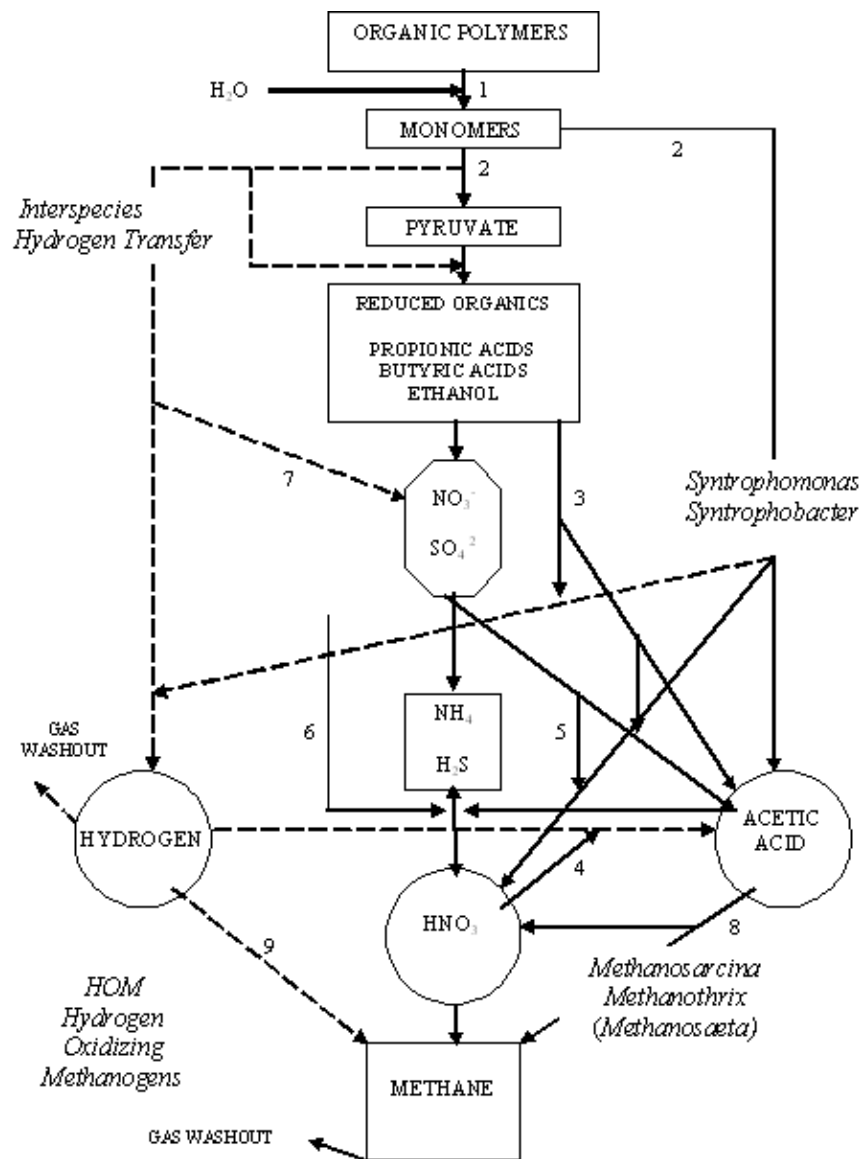 ORGANIC POLYMERS
H₂O
1
MONOMERS
2
2
Interspecies
Hydrogen Transfer
PYRUVATE
REDUCED ORGANICS
PROPIONIC ACIDS
BUTYRIC ACIDS
ETHANOL
7
3
Syntrophomonas
Syntrophobacter
NO₃⁻
SO₄²
NH₄
H₂S
6
5
GAS
WASHOUT
HYDROGEN
ACETIC
ACID
4
HNO₃
8
9
Methanosarcina
Methanothrix
(Methanosaeta)
HOM
Hydrogen
Oxidizing
Methanogens
METHANE
GAS WASHOUT